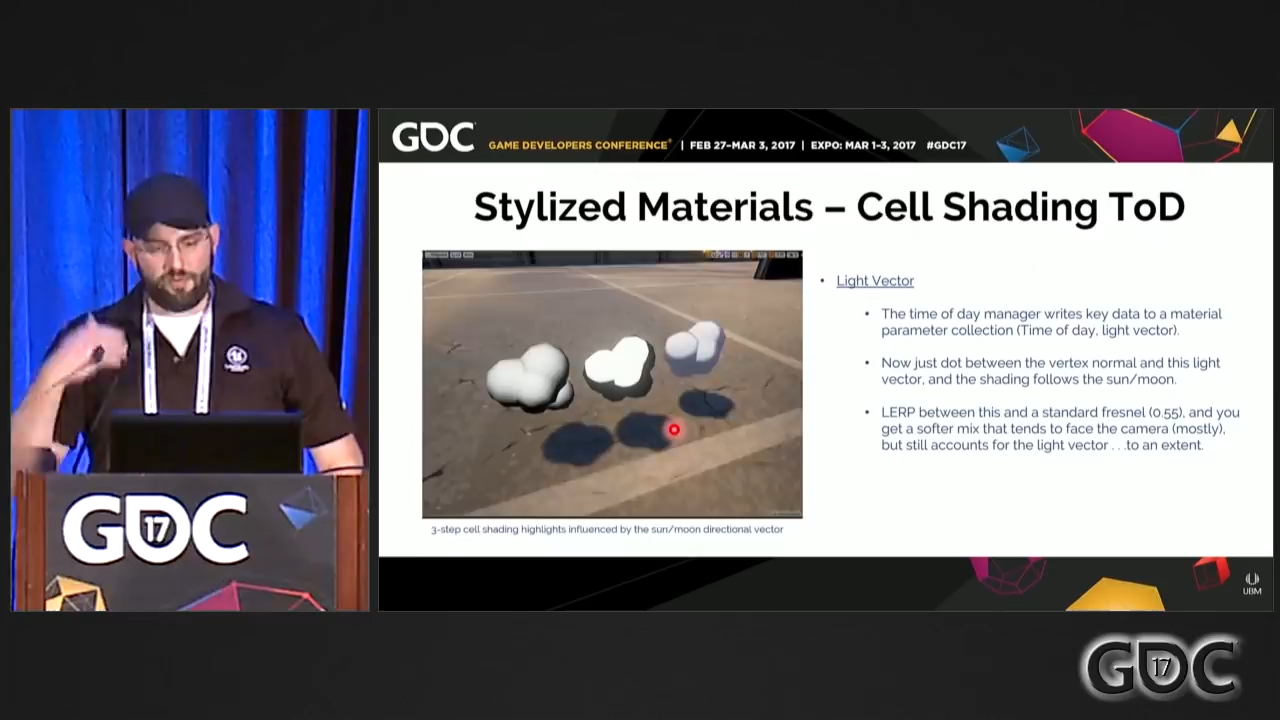 GDC
GAME DEVELOPERS CONFERENCE® | FEB 27–MAR 3, 2017 | EXPO: MAR 1-3, 2017 #GDC17
Stylized Materials – Cell Shading ToD
• Light Vector
• The time of day manager writes key data to a material
parameter collection (Time of day, light vector).
• Now just dot between the vertex normal and this light
vector, and the shading follows the sun/moon.
• LERP between this and a standard fresnel (0.55), and you
get a softer mix that tends to face the camera (mostly),
but still accounts for the light vector . . .to an extent.
3-step cell shading highlights influenced by the sun/moon directional vector
GDC
17
UBM
GDC
17